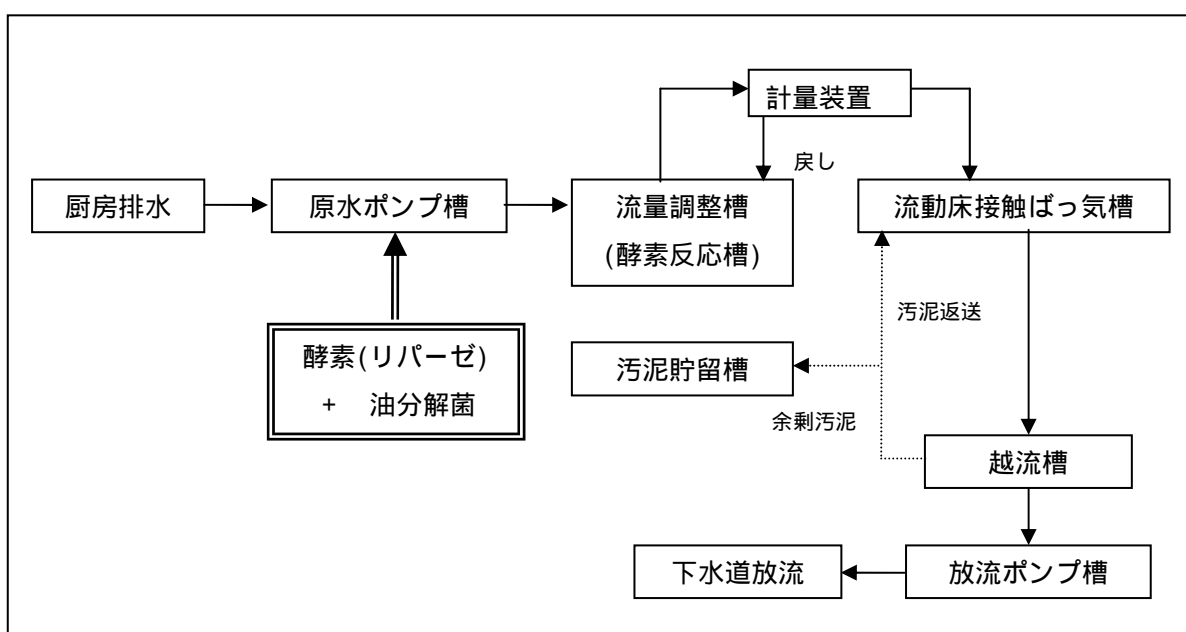 計量装置
戻し
厨房排水
原水ポンプ槽
流量調整槽
(酵素反応槽)
流動床接触ばっ気槽
酵素(リパーゼ)
+ 油分解菌
汚泥返送
汚泥貯留槽
余剰汚泥
越流槽
下水道放流
放流ポンプ槽